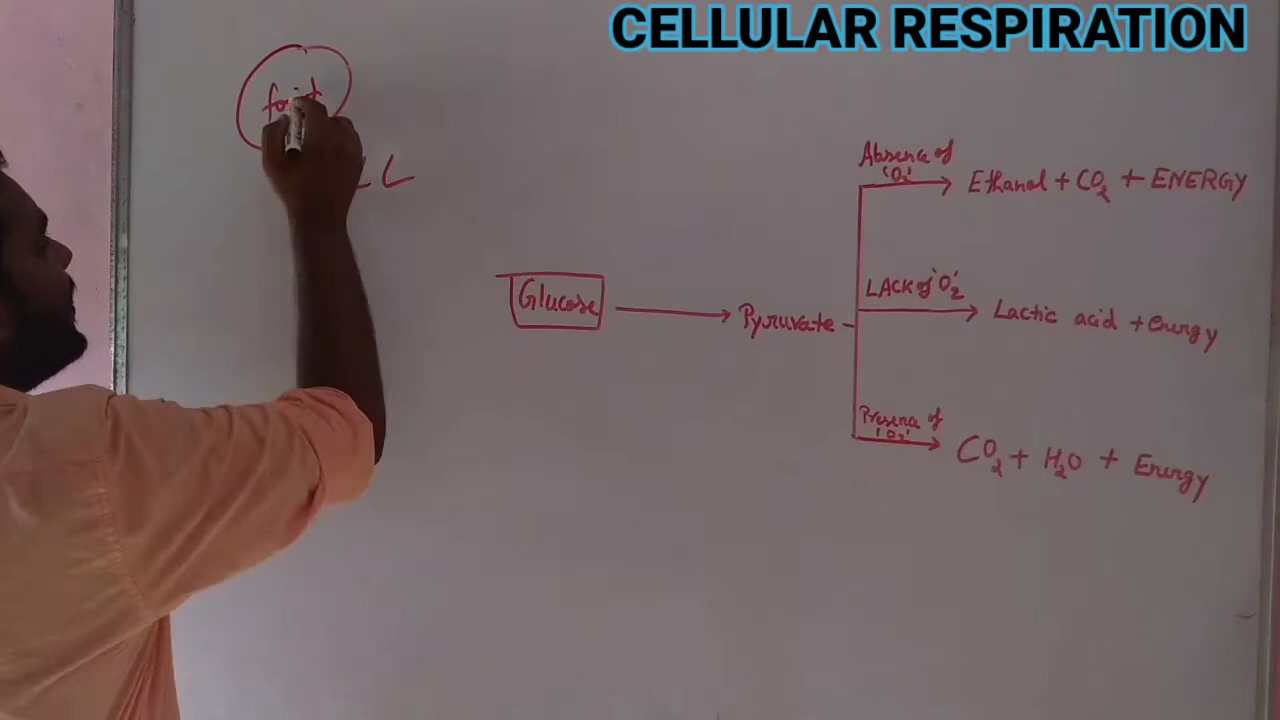 CELLULAR RESPIRATION
Absence of
'O₂'
Ethanol + CO₂ + ENERGY
Glucose
Pyruvate
LACK of 'O₂'
Lactic acid + Energy
Presence of
'O₂'
CO₂ + H₂O + Energy